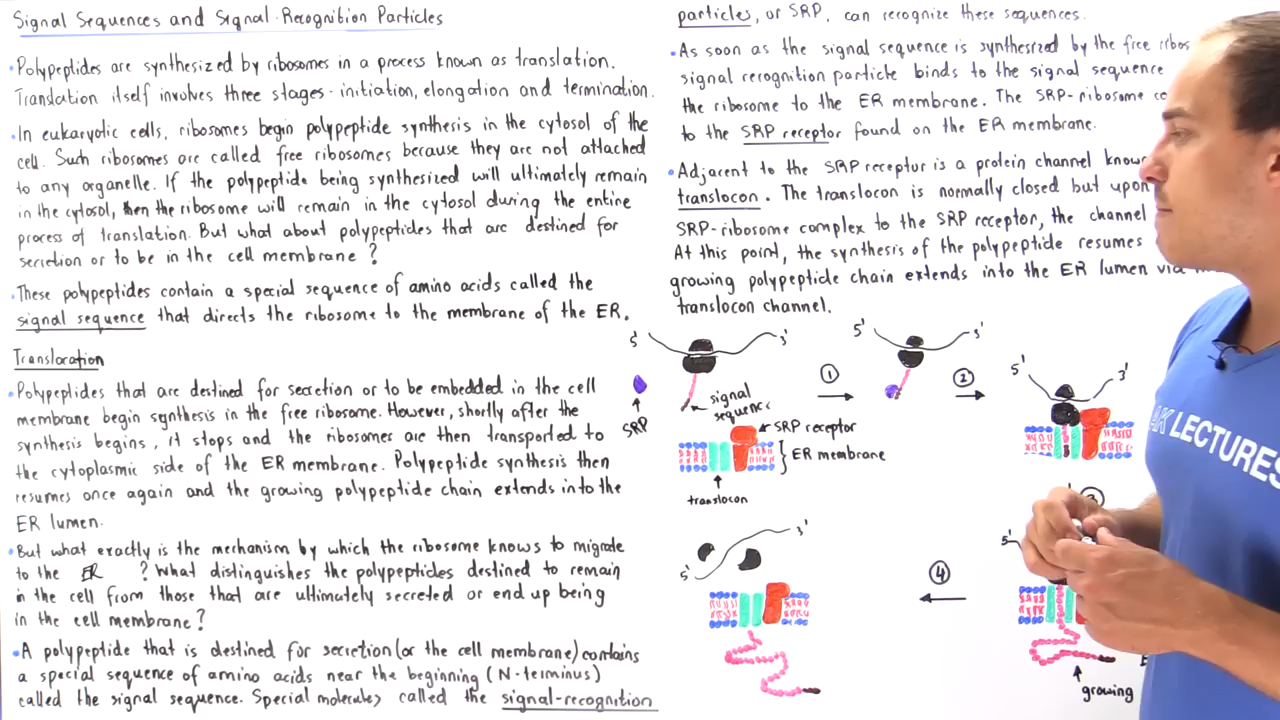 Signal Sequences and Signal-Recognition Particles
•Polypeptides are synthesized by ribosomes in a process known as translation.
Translation itself involves three stages - initiation, elongation and termination.
•In eukaryotic cells, ribosomes begin polypeptide synthesis in the cytosol of the
cell. Such ribosomes are called free ribosomes because they are not attached
to any organelle. If the polypeptide being synthesized will ultimately remain
in the cytosol, then the ribosome will remain in the cytosol during the entire
process of translation. But what about polypeptides that are destined for
secretion or to be in the cell membrane?
•These polypeptides contain a special sequence of amino acids called the
signal sequence that directs the ribosome to the membrane of the ER.
Translocation
•Polypeptides that are destined for secretion or to be embedded in the cell
membrane begin synthesis in the free ribosome. However, shortly after the
synthesis begins, it stops and the ribosomes are then transported to
the cytoplasmic side of the ER membrane. Polypeptide synthesis then
resumes once again and the growing polypeptide chain extends into the
ER lumen.
•But what exactly is the mechanism by which the ribosome knows to migrate
to the ER ? What distinguishes the polypeptides destined to remain
in the cell from those that are ultimately secreted or end up being
in the cell membrane?
•A polypeptide that is destined for secretion (or the cell membrane) contains
a special sequence of amino acids near the beginning (N-terminus)
called the signal sequence. Special molecules called the signal-recognition
particles, or SRP, can recognize these sequences.
•As soon as the signal sequence is synthesized by the free ribos
signal recognition particle binds to the signal sequence
the ribosome to the ER membrane. The SRP-ribosome co
to the SRP receptor found on the ER membrane.
•Adjacent to the SRP receptor is a protein channel know
translocon. The translocon is normally closed but upon
SRP-ribosome complex to the SRP receptor, the channel
At this point, the synthesis of the polypeptide resumes
growing polypeptide chain extends into the ER lumen via
translocon channel.
5' 3'
SRP
signal
sequence
SRP receptor
ER membrane
translocon
1
5' 3'
2
5' 3'
3
5'
growing
4
5' 3'
AK LECTURES